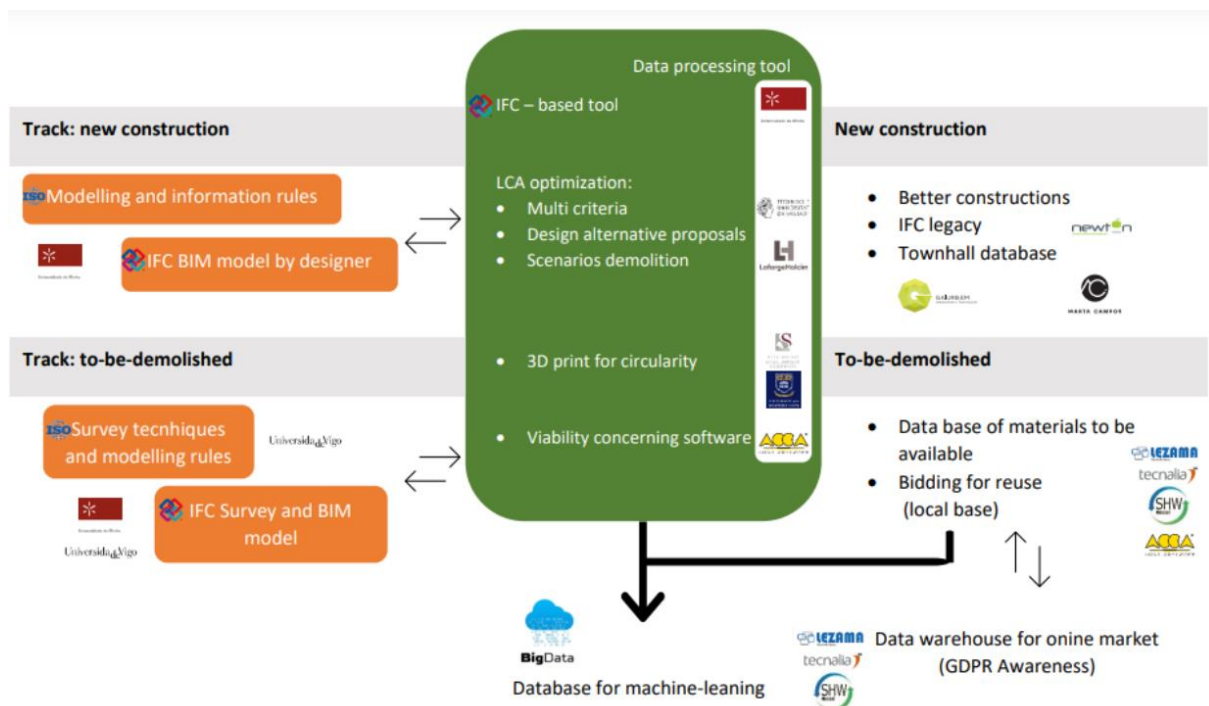 Data processing tool
IFC – based tool
Track: new construction
New construction
ISO Modelling and information rules
IFC BIM model by designer
LCA optimization:
• Multi criteria
• Design alternative proposals
• Scenarios demolition
LafargeHolcim
• Better constructions
• IFC legacy
newton
• Townhall database
MARTA CAMPOS
Track: to-be-demolished
• 3D print for circularity
To-be-demolished
ISO Survey tecnhiques
and modelling rules
UniversidadeVigo
IFC Survey and BIM
model
UniversidadeVigo
• Viability concerning software
ACCA
• Data base of materials to be
available
• Bidding for reuse
(local base)
LEZAMA
tecnalia
SHW
ACCA
BigData
Database for machine-leaning
LEZAMA
tecnalia
SHW
Data warehouse for onine market
(GDPR Awareness)